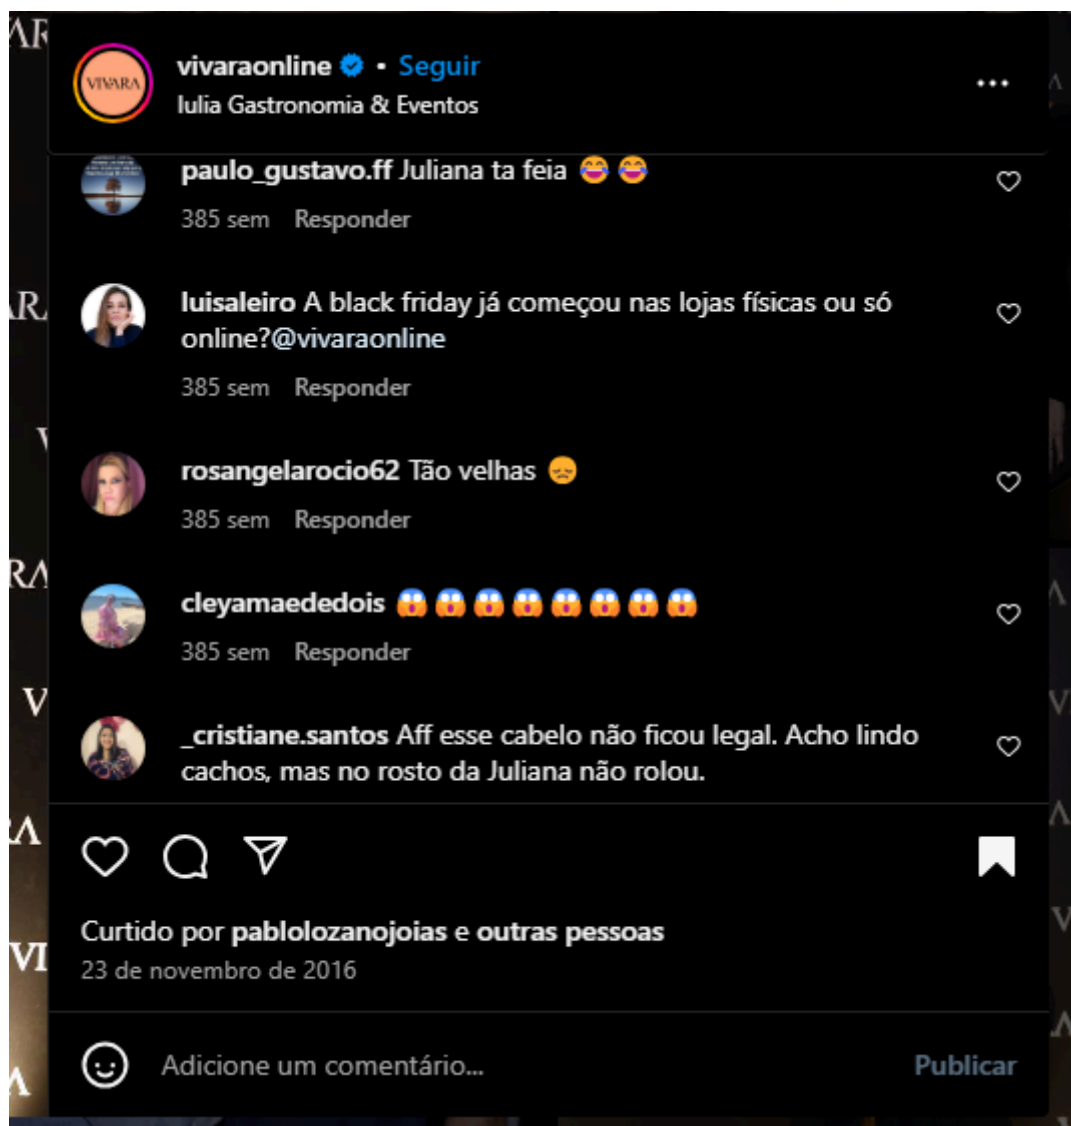 vivaraonline • Seguir
Iulia Gastronomia & Eventos
VIVARA
paulo_gustavo.ff Juliana ta feia 😂😂
385 sem Responder
luisaleiro A black friday já começou nas lojas físicas ou só
online?@vivaraonline
385 sem Responder
rosangelarocio62 Tão velhas 😞
385 sem Responder
cleyamaededois 😱😱😱😱😱😱😱😱
385 sem Responder
_cristiane.santos Aff esse cabelo não ficou legal. Acho lindo
cachos, mas no rosto da Juliana não rolou.
Curtido por pablolozanojoias e outras pessoas
23 de novembro de 2016
Adicione um comentário...
Publicar